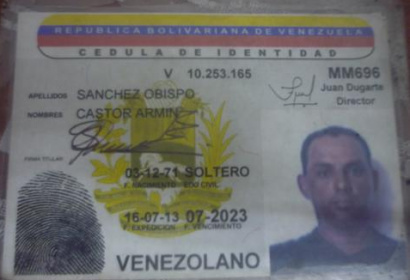 REPUBLICA BOLIVARIANA DE VENEZUELA
CEDULA DE IDENTIDAD
V 10.253.165
MM696
Juan Dugarte
Director
APELLIDOS SANCHEZ OBISPO
NOMBRES CASTOR ARMIN
FIRMA TITULAR
03-12-71 SOLTERO
F. NACIMIENTO EDO CIVIL
16-07-13 07-2023
F. EXPEDICION F. VENCIMIENTO
VENEZOLANO